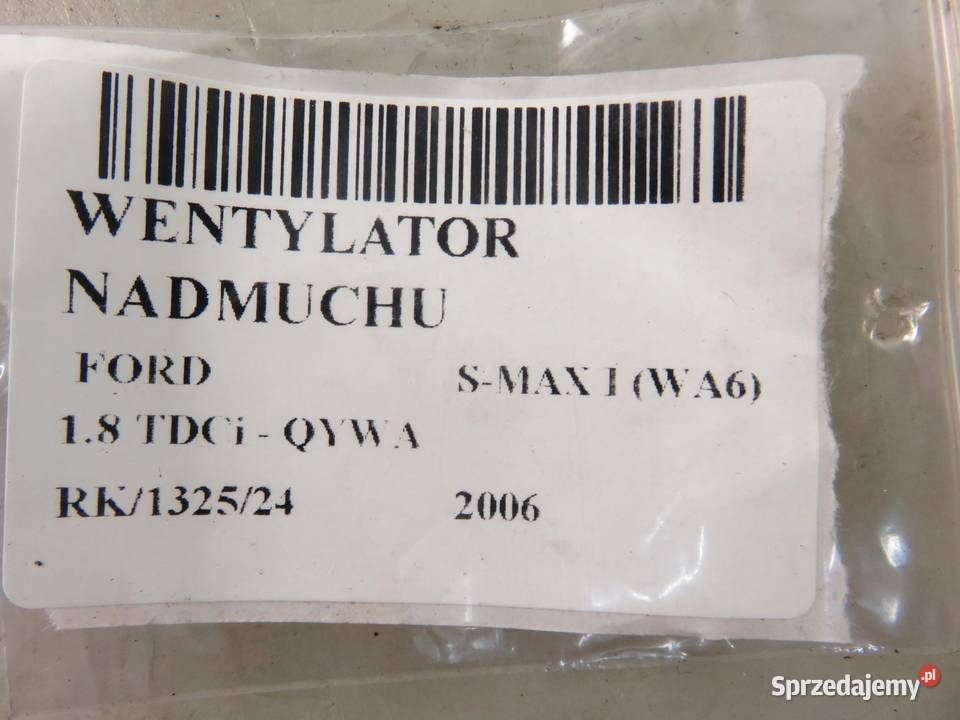 WENTYLATOR
NADMUCHU
FORD S-MAX I (WA6)
1.8 TDCi - QYWA
RK/1325/24 2006
Sprzedajemy.pl